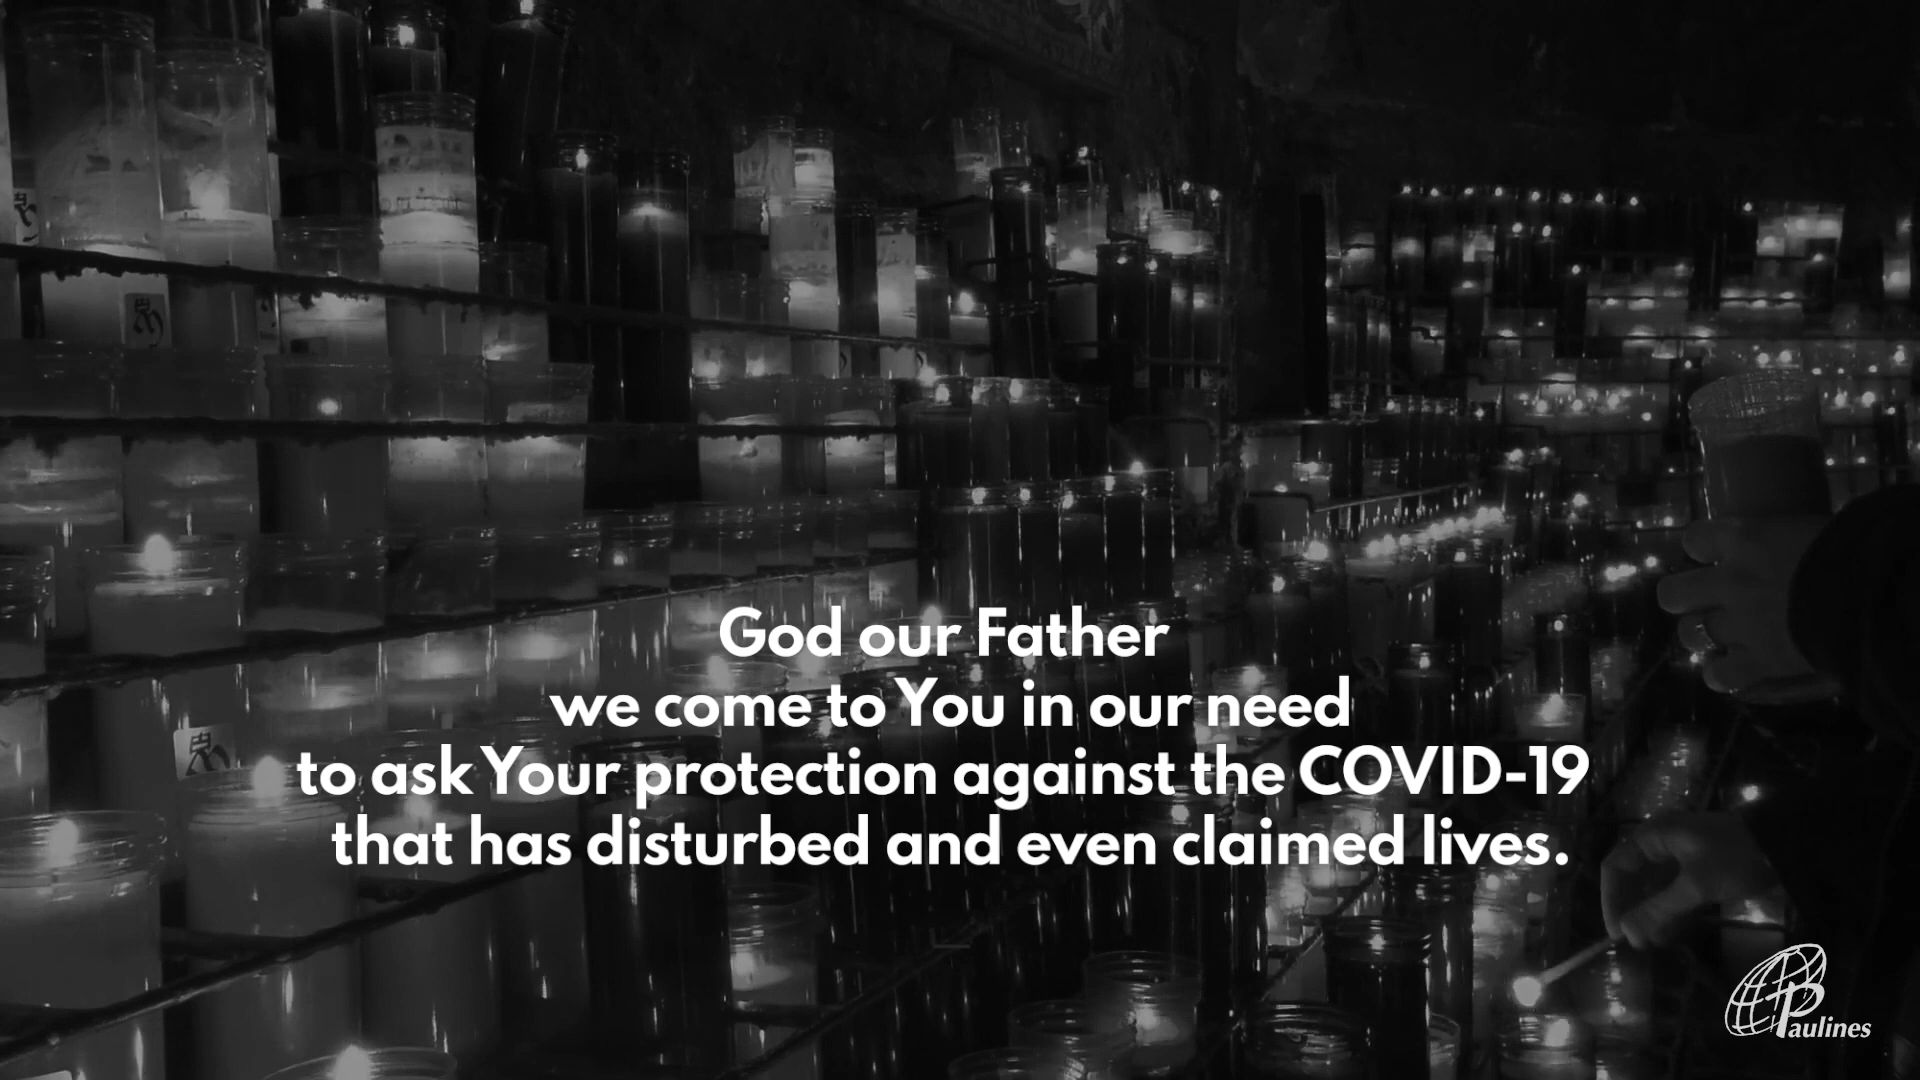 God our Father
we come to You in our need
to ask Your protection against the COVID-19
that has disturbed and even claimed lives.
Paulines